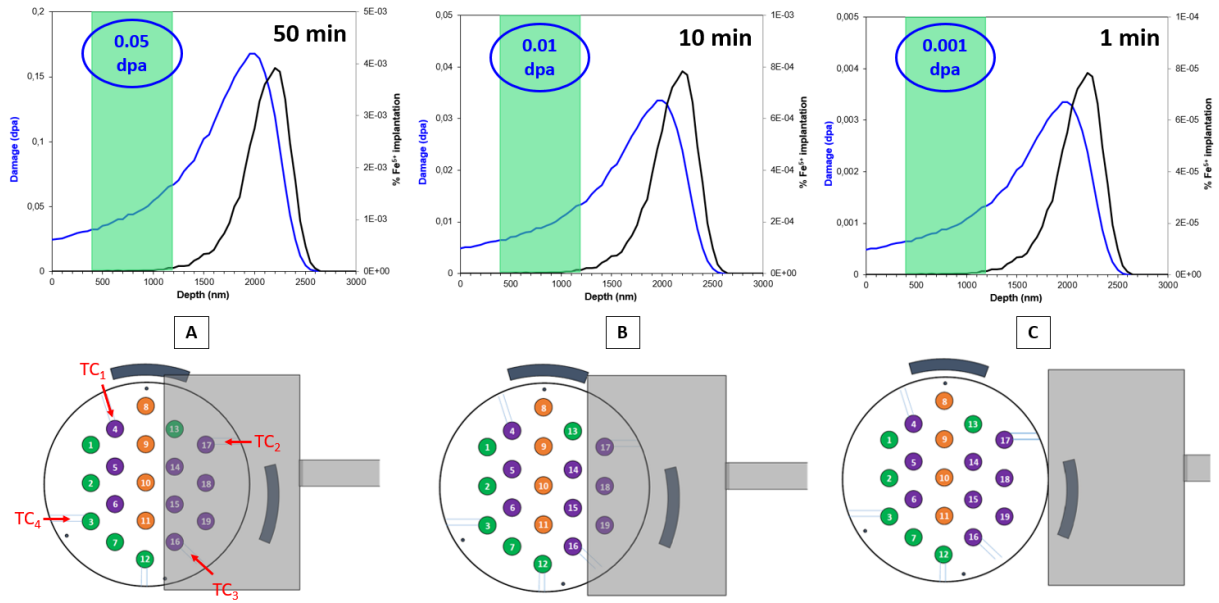 0,2
0,15
0,1
0,05
0
Damage (dpa)
0.05
dpa
50 min
5E-03
4E-03
3E-03
2E-03
1E-03
0E+00
% Fe⁵⁺ implantation
0 500 1000 1500 2000 2500 3000
Depth (nm)
0,05
0,04
0,03
0,02
0,01
0,00
Damage (dpa)
0.01
dpa
10 min
1E-03
8E-04
6E-04
4E-04
2E-04
0E+00
% Fe⁵⁺ implantation
0 500 1000 1500 2000 2500 3000
Depth (nm)
0,005
0,004
0,003
0,002
0,001
0,000
Damage (dpa)
0.001
dpa
1 min
1E-04
8E-05
6E-05
4E-05
2E-05
0E+00
% Fe⁵⁺ implantation
0 500 1000 1500 2000 2500 3000
Depth (nm)
A
B
C
TC₁
TC₂
TC₄
TC₃
8
4 13
1 9 17
5 14
2 10 18
6 15
3 11 19
7 16
12
8
4 13
1 9 17
5 14
2 10 18
6 15
3 11 19
7 16
12
8
4 13
1 9 17
5 14
2 10 18
6 15
3 11 19
7 16
12